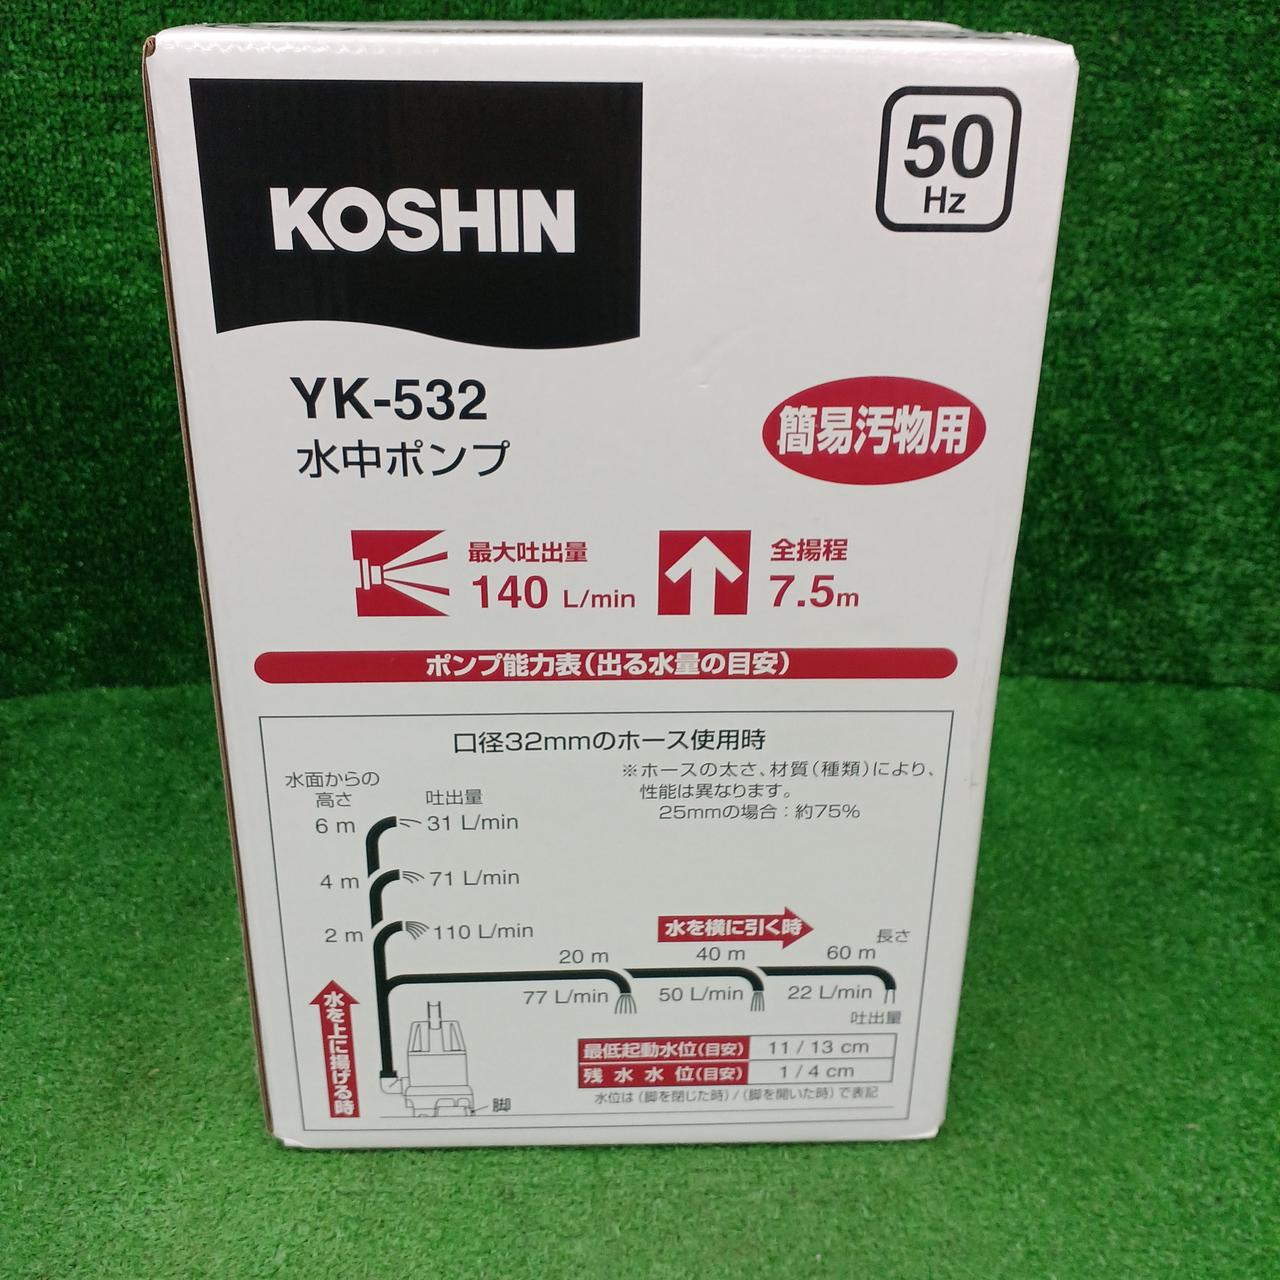 KOSHIN
50
Hz
YK-532
水中ポンプ
簡易汚物用
最大吐出量
140 L/min
全揚程
7.5m
ポンプ能力表(出る水量の目安)
口径32mmのホース使用時
※ホースの太さ、材質(種類)により、
性能は異なります。
25mmの場合:約75%
水面からの
高さ
吐出量
6 m
31 L/min
4 m
71 L/min
2 m
110 L/min
水を横に引く時
長さ
20 m
40 m
60 m
77 L/min
50 L/min
22 L/min
吐出量
水を上に揚げる時
最低起動水位(目安) 11 / 13 cm
残水水位(目安) 1 / 4 cm
水位は(脚を閉じた時)/(脚を開いた時)で表記
脚